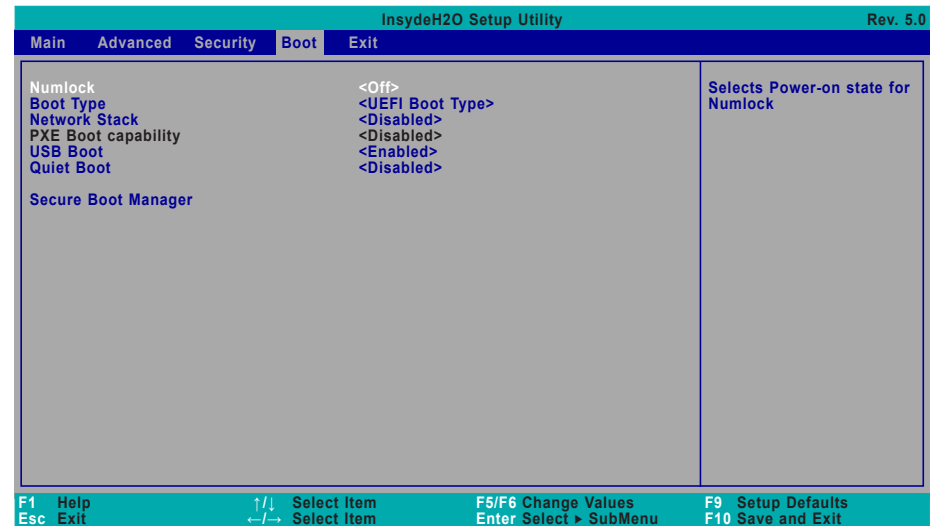 InsydeH2O Setup Utility Rev. 5.0
Main Advanced Security Boot Exit
Numlock <Off>
Boot Type <UEFI Boot Type>
Network Stack <Disabled>
PXE Boot capability <Disabled>
USB Boot <Enabled>
Quiet Boot <Disabled>
Secure Boot Manager
Selects Power-on state for
Numlock
F1 Help ↑/↓ Select Item F5/F6 Change Values F9 Setup Defaults
Esc Exit ←/→ Select Item Enter Select ▶ SubMenu F10 Save and Exit